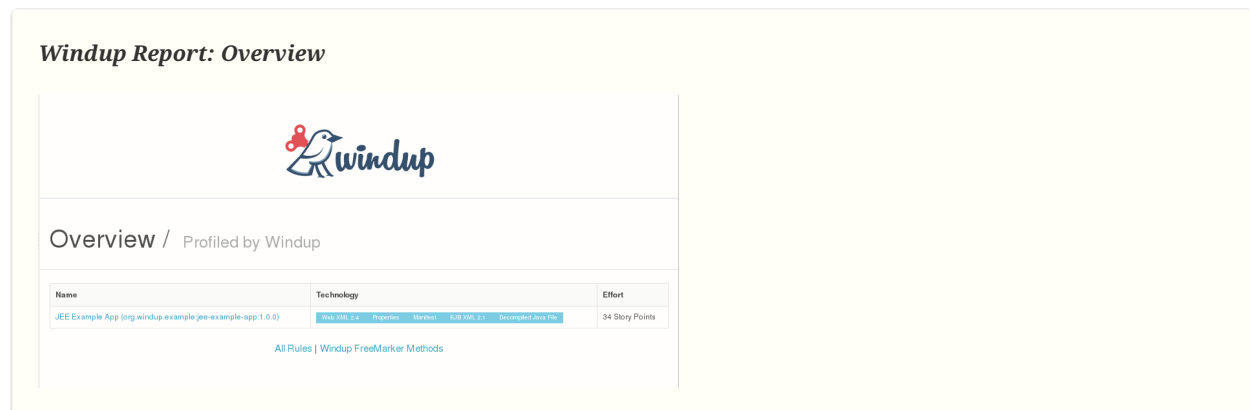 Windup Report: Overview
windup
Overview / Profiled by Windup
Name Technology Effort
JEE Example App (org.windup.example:jee-example-app:1.0.0) Web XML 2.4 Properties Manifest EJB XML 2.1 Decompiled Java File 34 Story Points
All Rules | Windup FreeMarker Methods